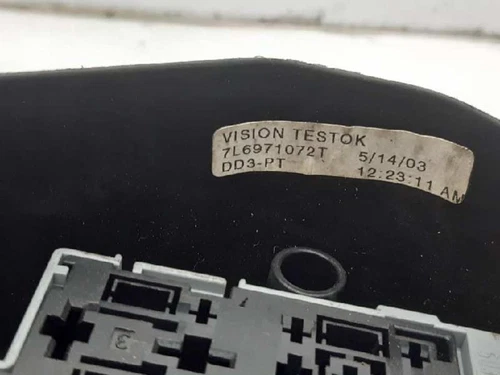 VISION TESTOK
7L6971072T 5/14/03
DD3-PT 12:23:11 AM
3